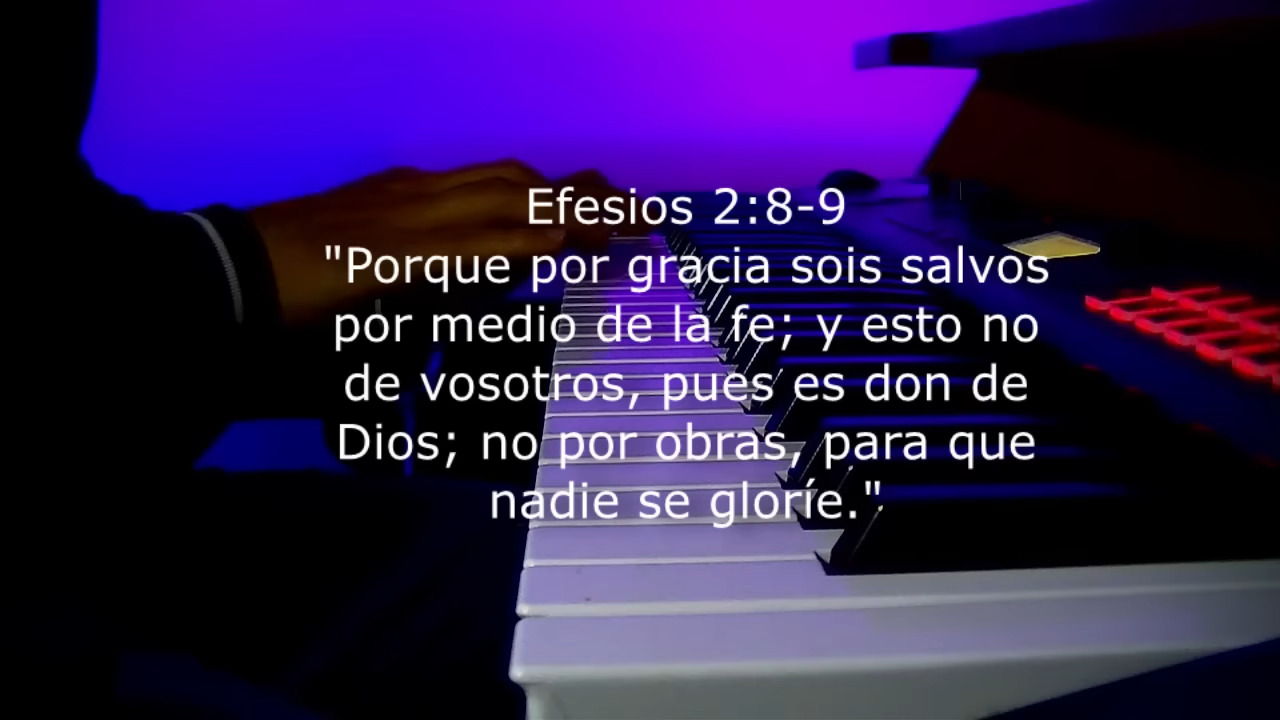 Efesios 2:8-9
"Porque por gracia sois salvos
por medio de la fe; y esto no
de vosotros, pues es don de
Dios; no por obras, para que
nadie se gloríe."